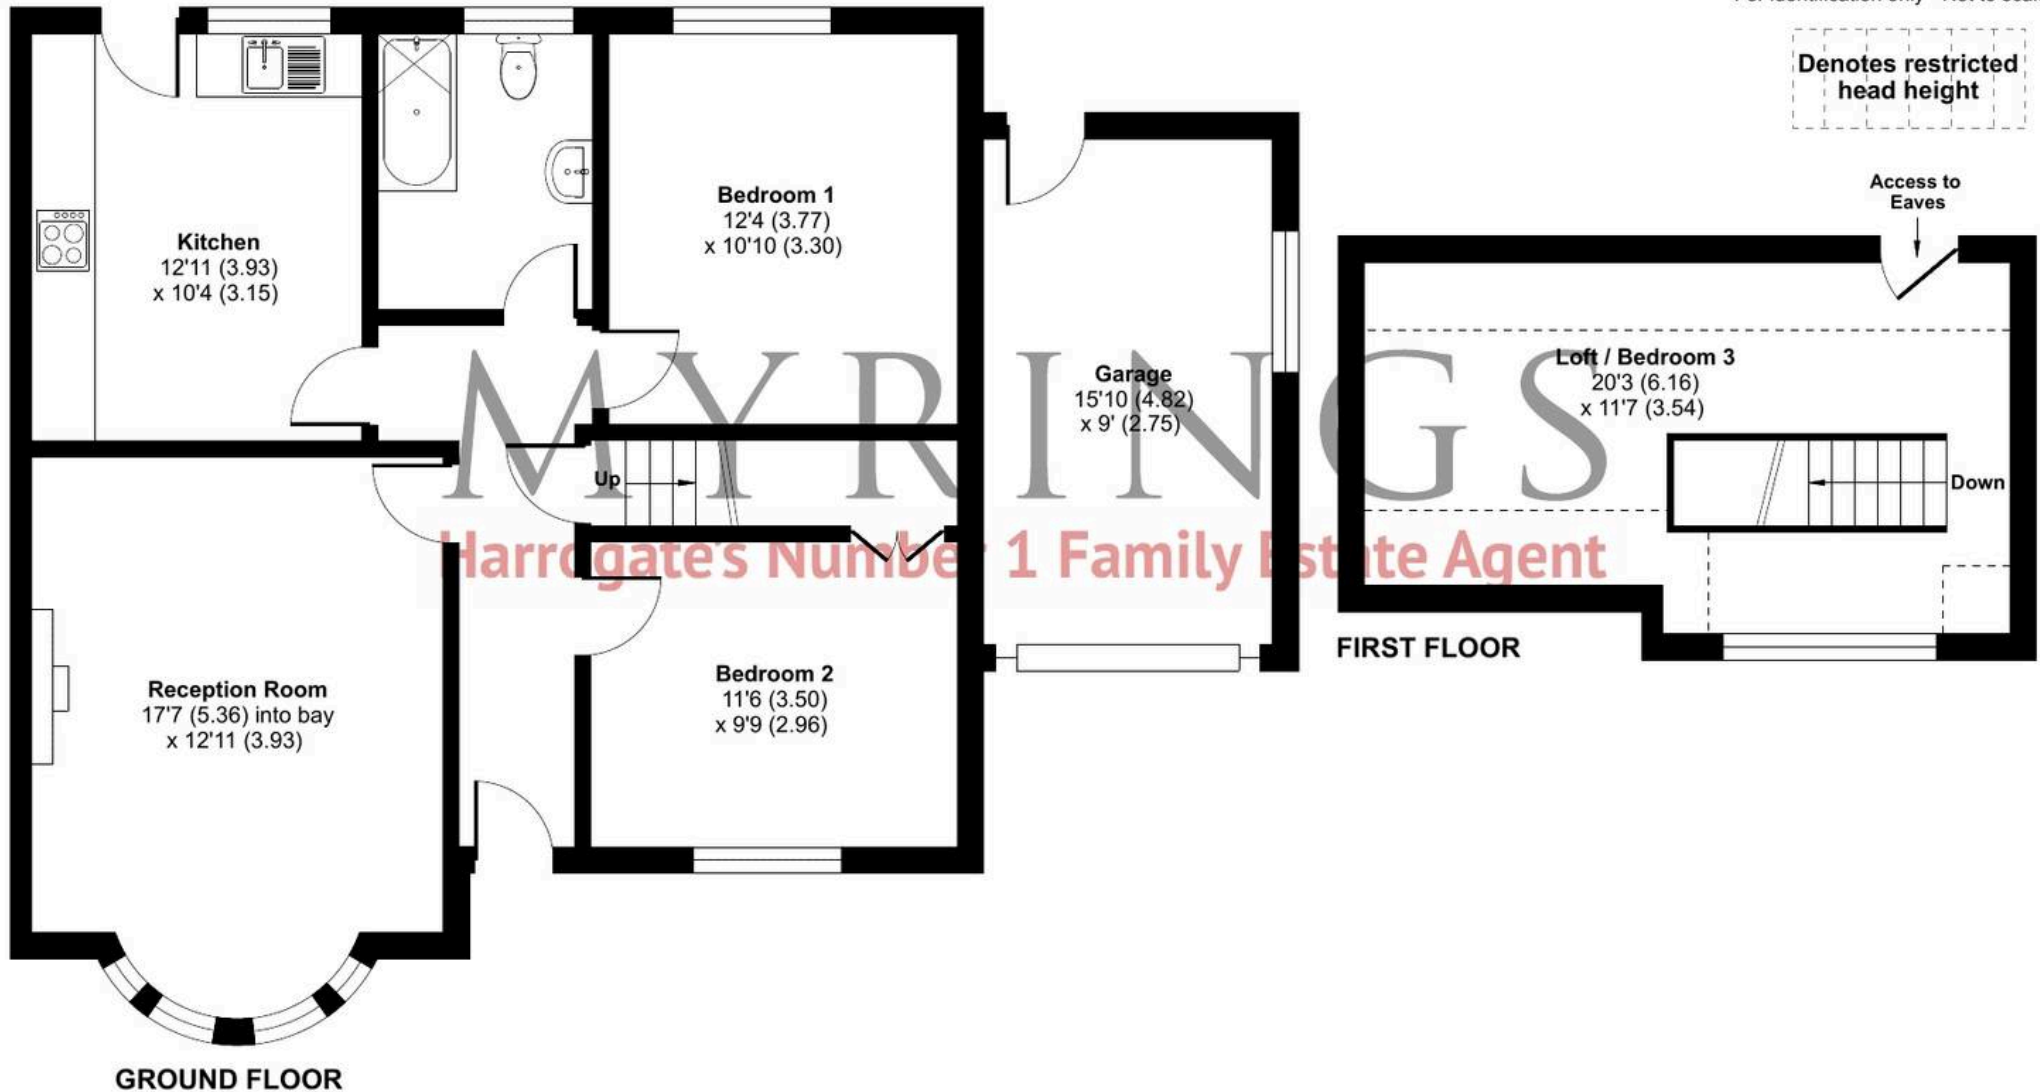 Denotes restricted
head height
Access to
Eaves
Kitchen
12'11 (3.93)
x 10'4 (3.15)
Bedroom 1
12'4 (3.77)
x 10'10 (3.30)
Garage
15'10 (4.82)
x 9' (2.75)
Loft / Bedroom 3
20'3 (6.16)
x 11'7 (3.54)
Up
Down
MYRINGS
Harrogate's Number 1 Family Estate Agent
Reception Room
17'7 (5.36) into bay
x 12'11 (3.93)
Bedroom 2
11'6 (3.50)
x 9'9 (2.96)
FIRST FLOOR
GROUND FLOOR